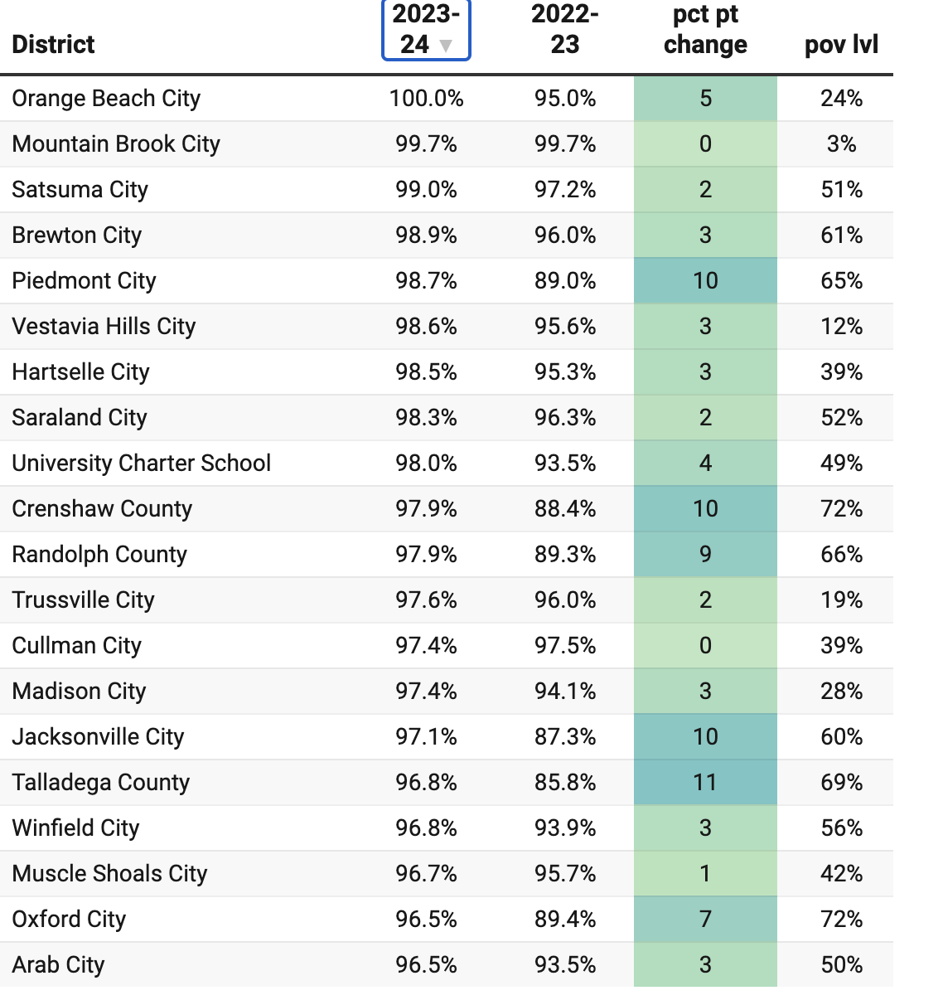 District 2023-24 ▼ 2022-23 pct pt change pov lvl
Orange Beach City 100.0% 95.0% 5 24%
Mountain Brook City 99.7% 99.7% 0 3%
Satsuma City 99.0% 97.2% 2 51%
Brewton City 98.9% 96.0% 3 61%
Piedmont City 98.7% 89.0% 10 65%
Vestavia Hills City 98.6% 95.6% 3 12%
Hartselle City 98.5% 95.3% 3 39%
Saraland City 98.3% 96.3% 2 52%
University Charter School 98.0% 93.5% 4 49%
Crenshaw County 97.9% 88.4% 10 72%
Randolph County 97.9% 89.3% 9 66%
Trussville City 97.6% 96.0% 2 19%
Cullman City 97.4% 97.5% 0 39%
Madison City 97.4% 94.1% 3 28%
Jacksonville City 97.1% 87.3% 10 60%
Talladega County 96.8% 85.8% 11 69%
Winfield City 96.8% 93.9% 3 56%
Muscle Shoals City 96.7% 95.7% 1 42%
Oxford City 96.5% 89.4% 7 72%
Arab City 96.5% 93.5% 3 50%